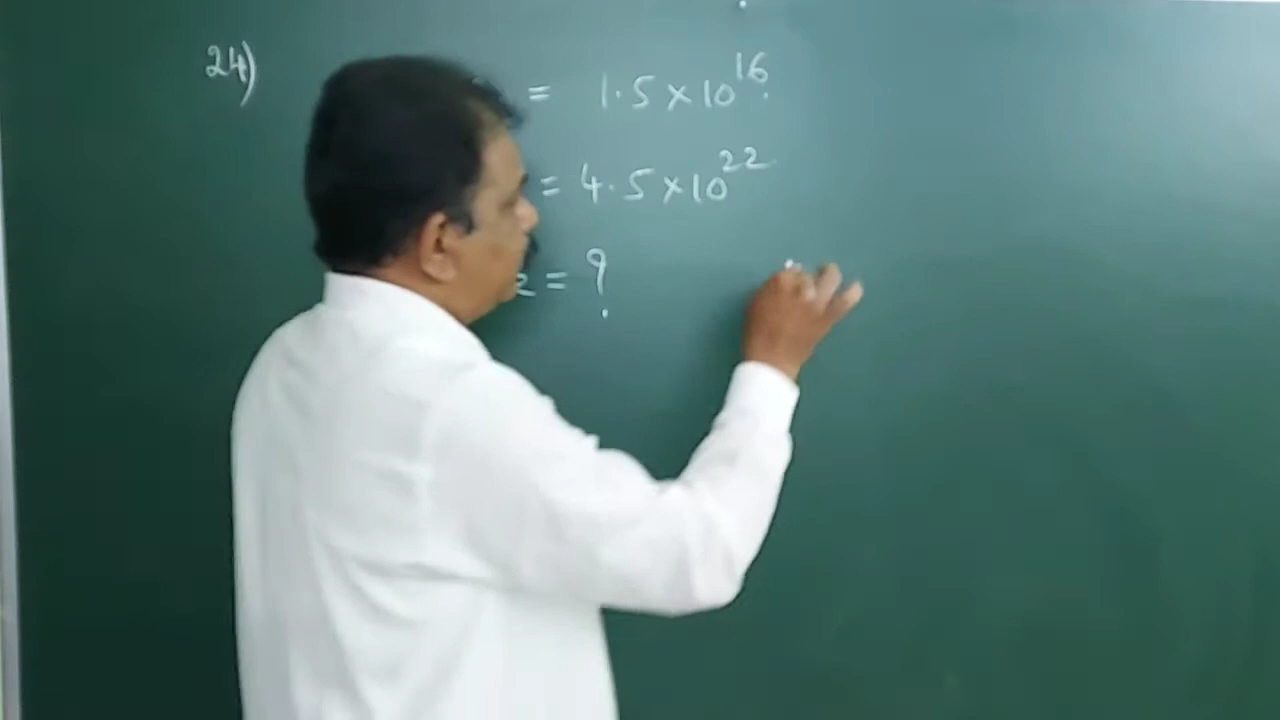 24) = 1.5 × 10^16
= 4.5 × 10^22
= ?